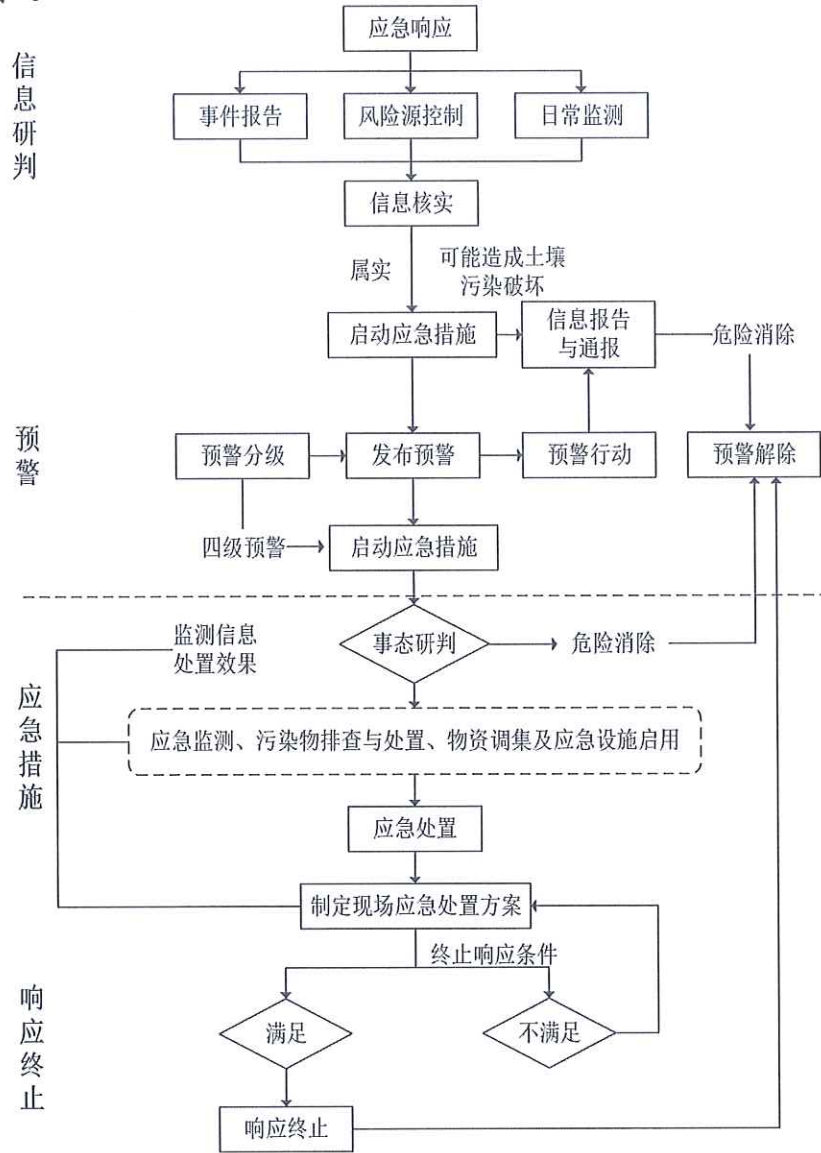 应急响应
信息研判
事件报告
风险源控制
日常监测
信息核实
属实
可能造成土壤
污染破坏
启动应急措施
信息报告
与通报
危险消除
预警
预警分级
发布预警
预警行动
预警解除
四级预警
启动应急措施
监测信息
处置效果
事态研判
危险消除
应急措施
应急监测、污染物排查与处置、物资调集及应急设施启用
应急处置
制定现场应急处置方案
终止响应条件
响应终止
满足
不满足
响应终止